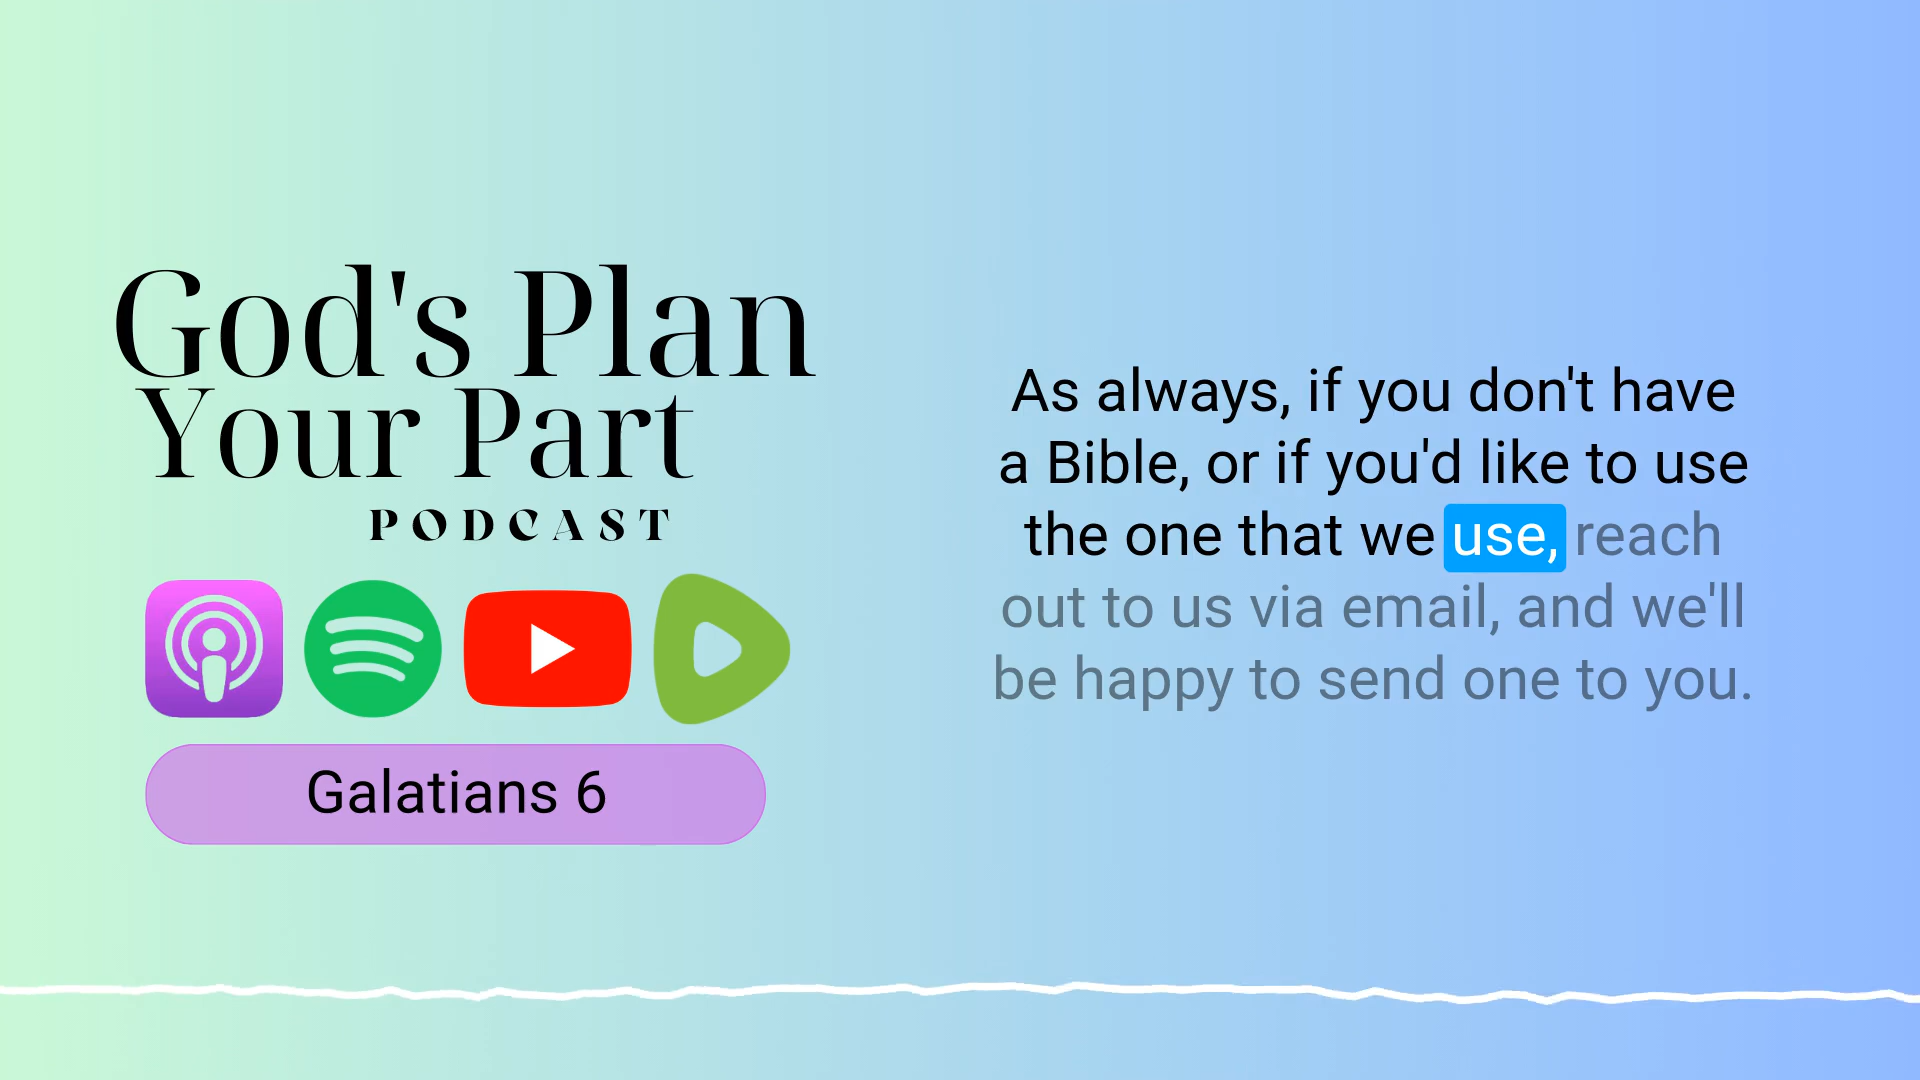 God's Plan
Your Part
PODCAST
Galatians 6
As always, if you don't have
a Bible, or if you'd like to use
the one that we use, reach
out to us via email, and we'll
be happy to send one to you.